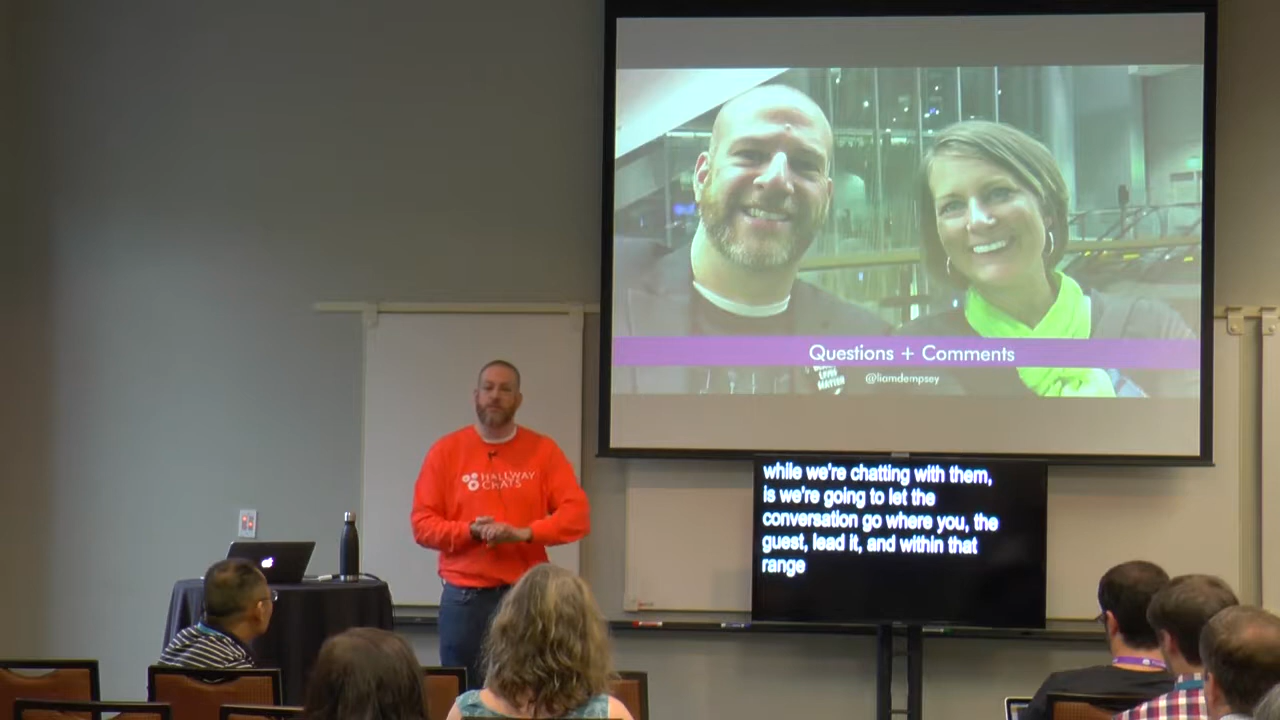 Questions + Comments
@liamdempsey
HALLWAY
CHATS
while we're chatting with them,
is we're going to let the
conversation go where you, the
guest, lead it, and within that
range